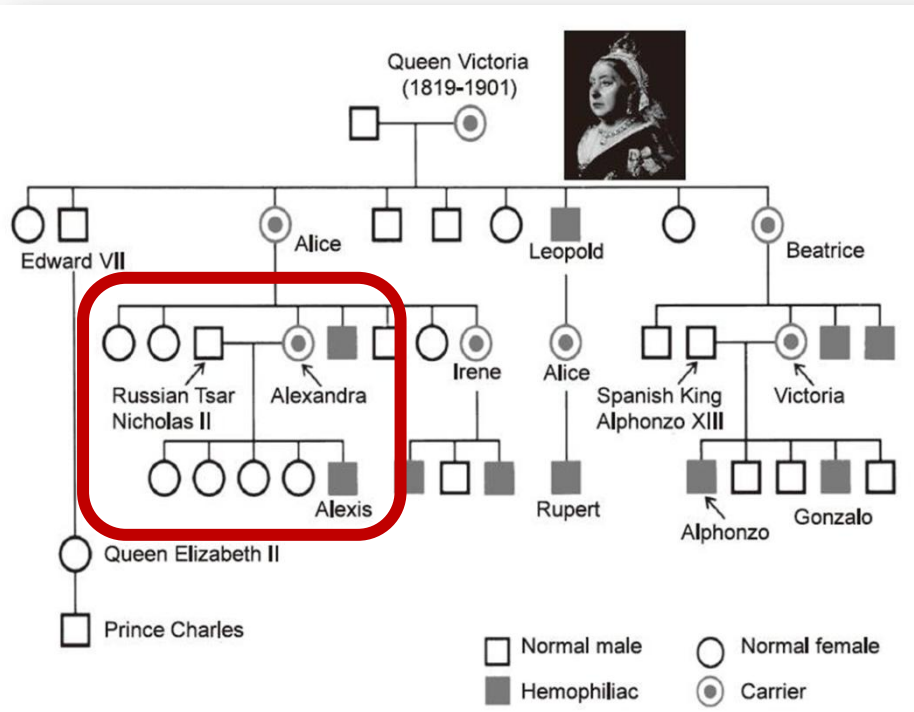 Queen Victoria
(1819-1901)
Edward VII
Alice
Leopold
Beatrice
Russian Tsar
Nicholas II
Alexandra
Irene
Alice
Spanish King
Alphonzo XIII
Victoria
Alexis
Rupert
Alphonzo
Gonzalo
Queen Elizabeth II
Prince Charles
Normal male
Normal female
Hemophiliac
Carrier